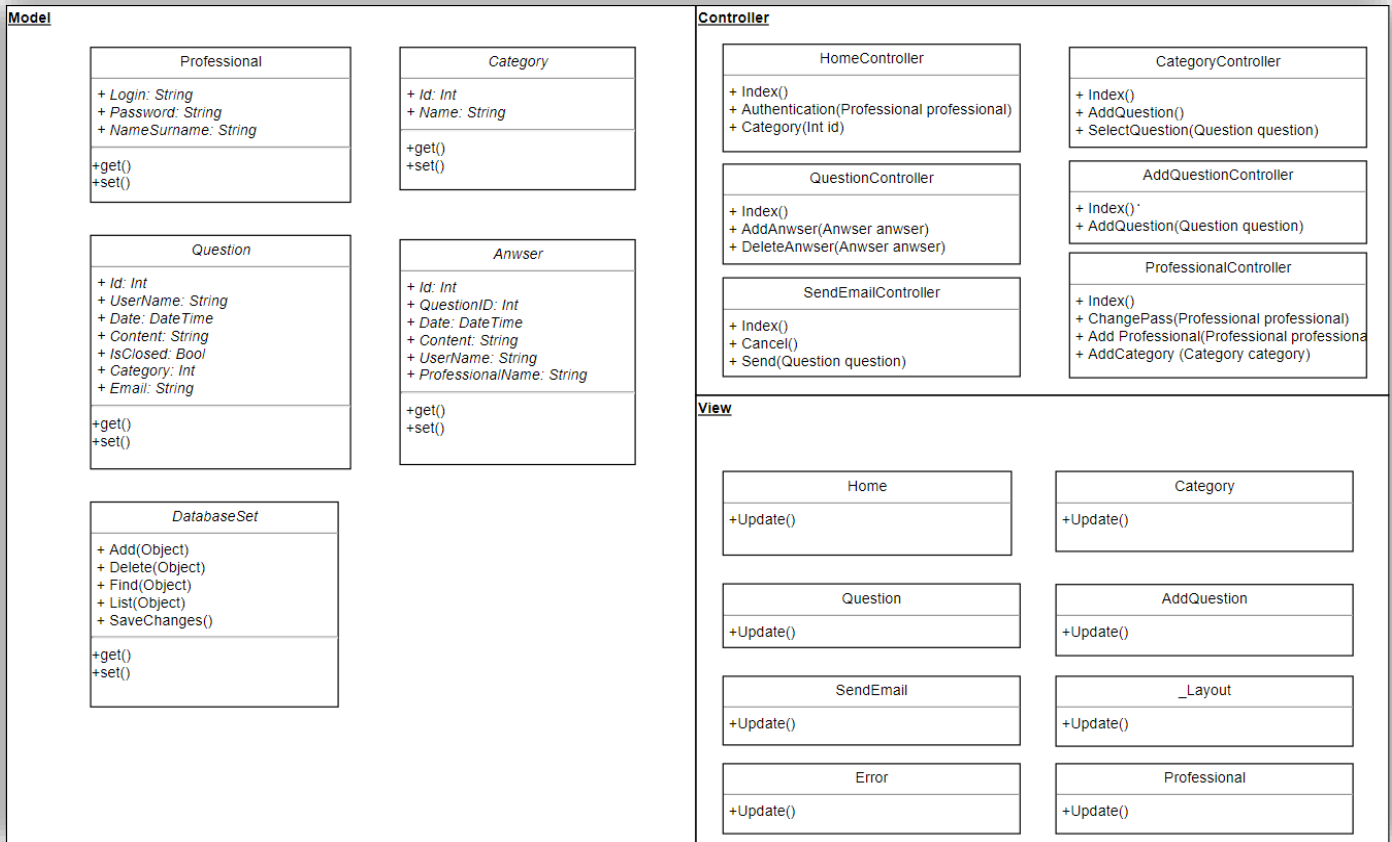 Model
Professional
+ Login: String
+ Password: String
+ NameSurname: String
+get()
+set()
Category
+ Id: Int
+ Name: String
+get()
+set()
Question
+ Id: Int
+ UserName: String
+ Date: DateTime
+ Content: String
+ IsClosed: Bool
+ Category: Int
+ Email: String
+get()
+set()
Anwser
+ Id: Int
+ QuestionID: Int
+ Date: DateTime
+ Content: String
+ UserName: String
+ ProfessionalName: String
+get()
+set()
DatabaseSet
+ Add(Object)
+ Delete(Object)
+ Find(Object)
+ List(Object)
+ SaveChanges()
+get()
+set()
Controller
HomeController
+ Index()
+ Authentication(Professional professional)
+ Category(Int id)
CategoryController
+ Index()
+ AddQuestion()
+ SelectQuestion(Question question)
QuestionController
+ Index()
+ AddAnwser(Anwser anwser)
+ DeleteAnwser(Anwser anwser)
AddQuestionController
+ Index()
+ AddQuestion(Question question)
SendEmailController
+ Index()
+ Cancel()
+ Send(Question question)
ProfessionalController
+ Index()
+ ChangePass(Professional professional)
+ Add Professional(Professional professiona
+ AddCategory (Category category)
View
Home
+Update()
Category
+Update()
Question
+Update()
AddQuestion
+Update()
SendEmail
+Update()
_Layout
+Update()
Error
+Update()
Professional
+Update()